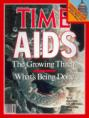 TIME
AIDS
The Growing Threat
What's Being Done